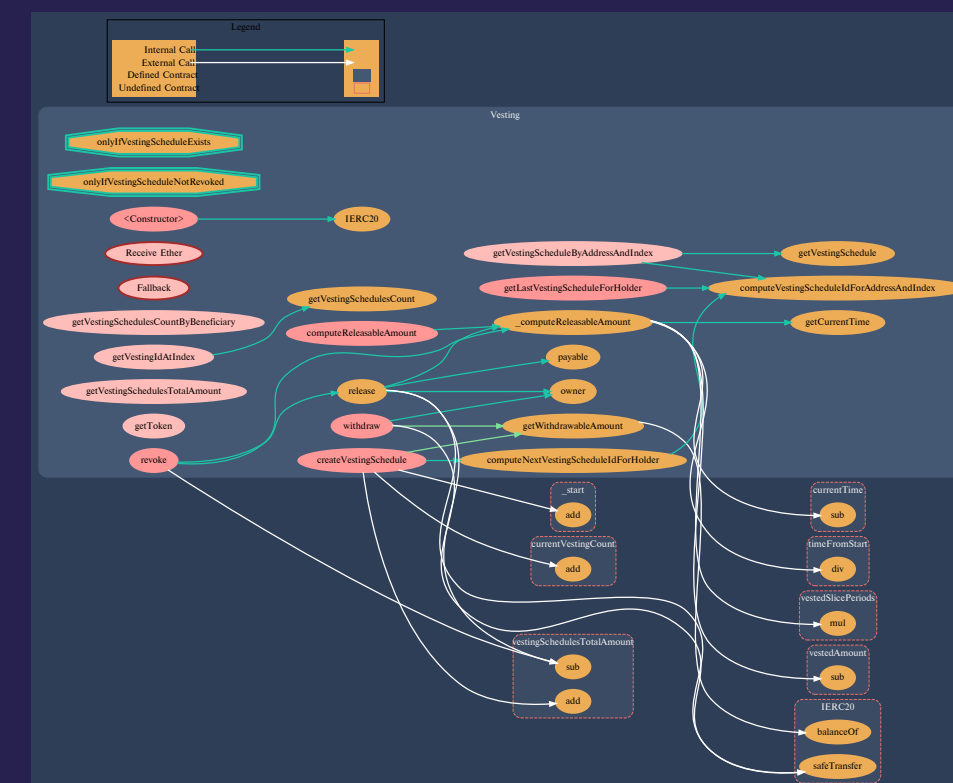 Legend
Internal Call
External Call
Defined Contract
Undefined Contract
Vesting
onlyIfVestingScheduleExists
onlyIfVestingScheduleNotRevoked
<Constructor>
IERC20
Receive Ether
getVestingScheduleByAddressAndIndex
getVestingSchedule
Fallback
getVestingSchedulesCount
getLastVestingScheduleForHolder
computeVestingScheduleIdForAddressAndIndex
getVestingSchedulesCountByBeneficiary
computeReleasableAmount
_computeReleasableAmount
getCurrentTime
getVestingIdAtIndex
payable
getVestingSchedulesTotalAmount
release
owner
getToken
withdraw
getWithdrawableAmount
revoke
createVestingSchedule
computeNextVestingScheduleIdForHolder
_start
add
currentTime
sub
currentVestingCount
add
timeFromStart
div
vestedSlicePeriods
mul
vestingSchedulesTotalAmount
sub
add
vestedAmount
sub
IERC20
balanceOf
safeTransfer